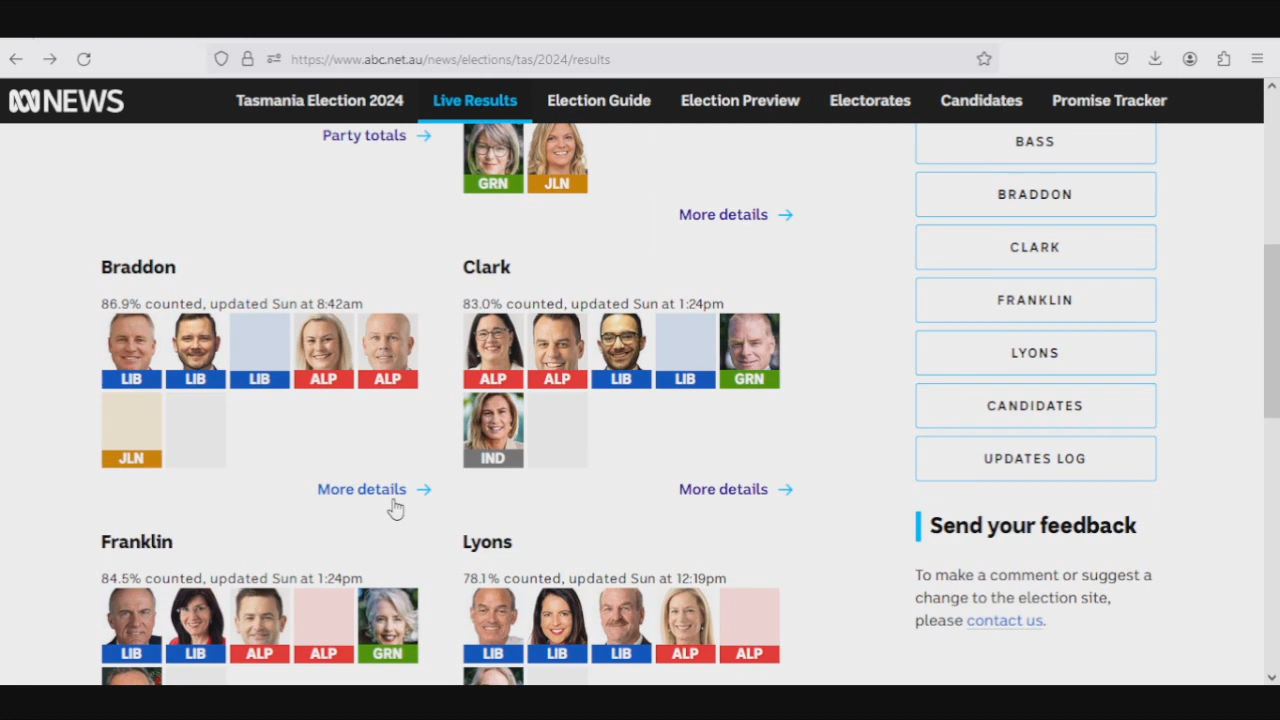 https://www.abc.net.au/news/elections/tas/2024/results
NEWS
Tasmania Election 2024
Live Results
Election Guide
Election Preview
Electorates
Candidates
Promise Tracker
Party totals
GRN
JLN
More details
Braddon
86.9% counted, updated Sun at 8:42am
LIB
LIB
LIB
ALP
ALP
JLN
More details
Clark
83.0% counted, updated Sun at 1:24pm
ALP
ALP
LIB
LIB
GRN
IND
More details
Franklin
84.5% counted, updated Sun at 1:24pm
LIB
LIB
ALP
ALP
GRN
Lyons
78.1% counted, updated Sun at 12:19pm
LIB
LIB
LIB
ALP
ALP
BASS
BRADDON
CLARK
FRANKLIN
LYONS
CANDIDATES
UPDATES LOG
Send your feedback
To make a comment or suggest a
change to the election site,
please contact us.